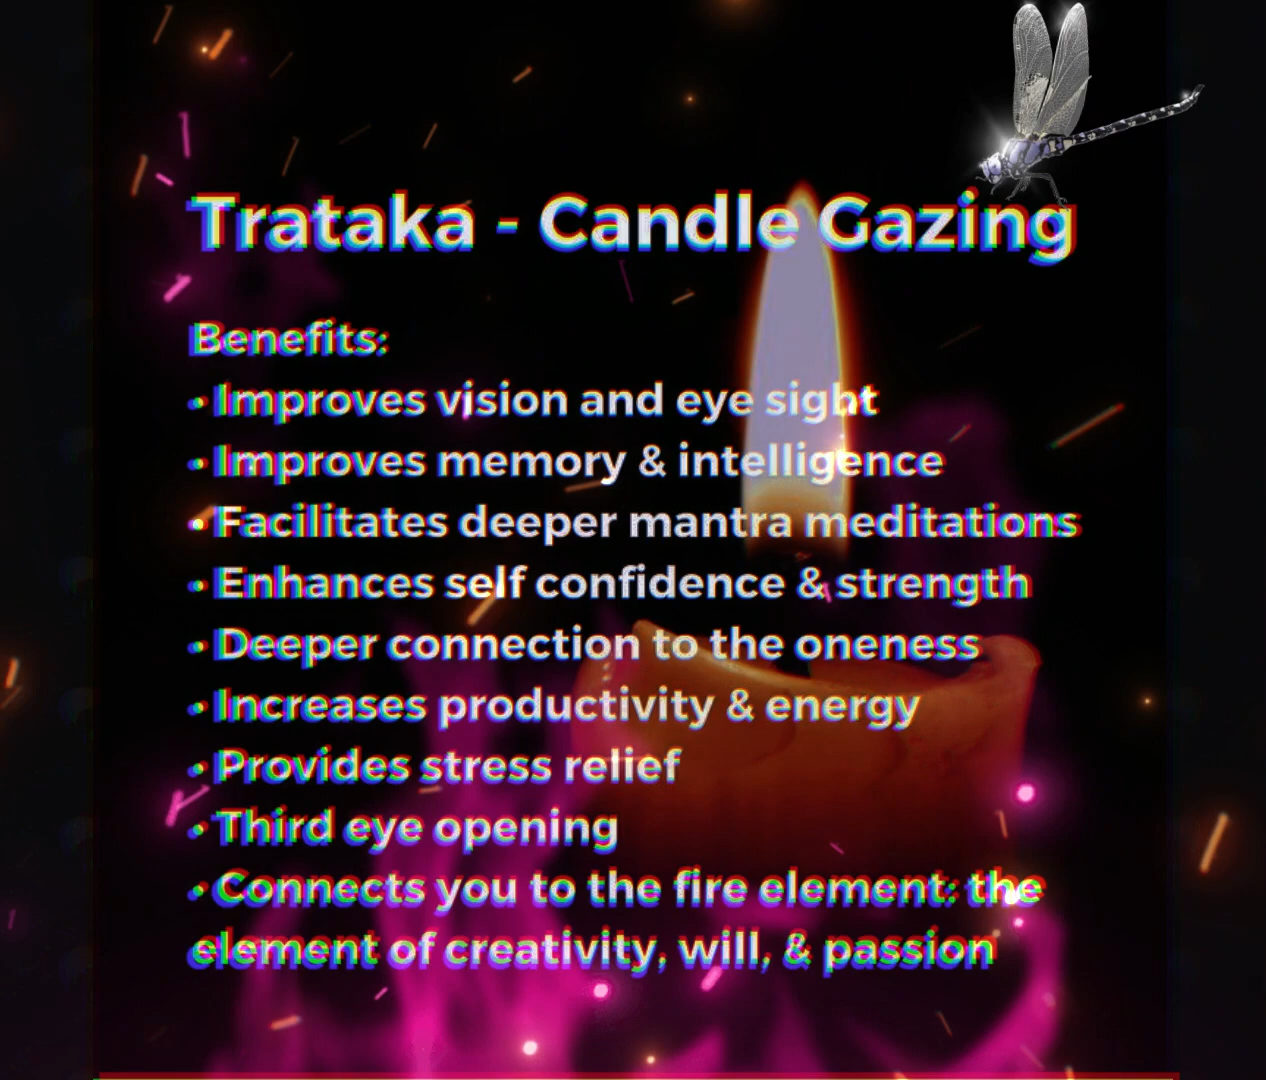 Trataka - Candle Gazing
Benefits:
• Improves vision and eye sight
• Improves memory & intelligence
• Facilitates deeper mantra meditations
• Enhances self confidence & strength
• Deeper connection to the oneness
• Increases productivity & energy
• Provides stress relief
• Third eye opening
• Connects you to the fire element: the
element of creativity, will, & passion